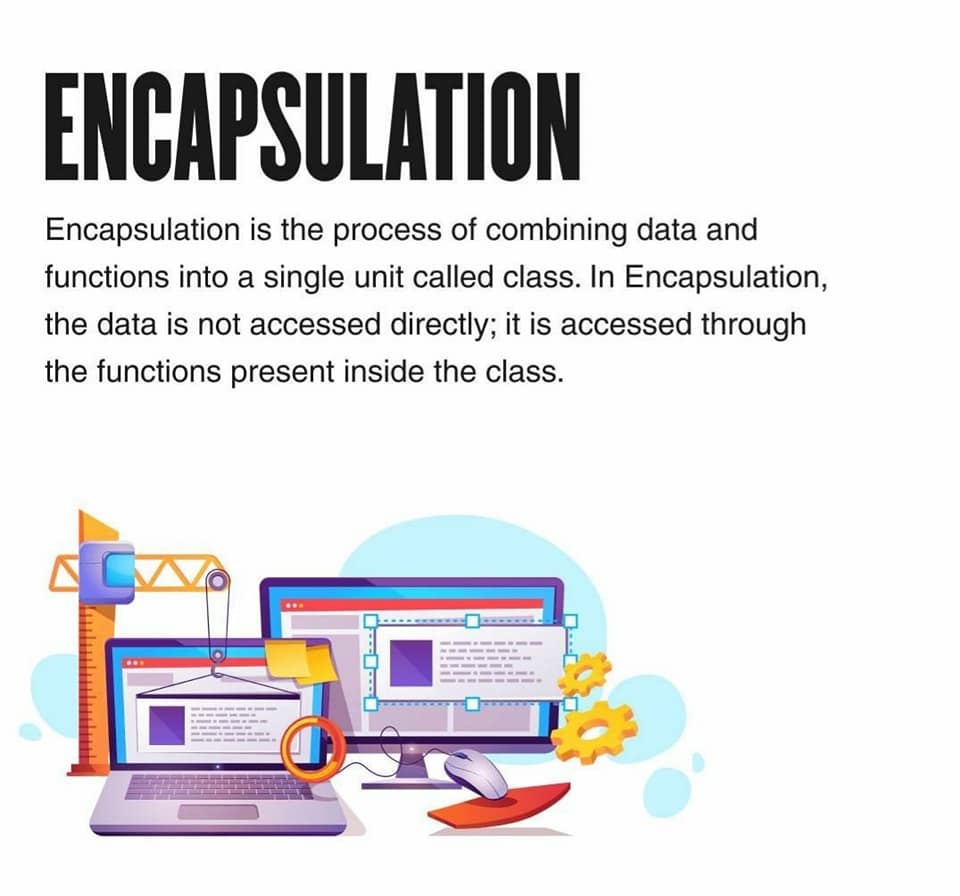 ENCAPSULATION
Encapsulation is the process of combining data and
functions into a single unit called class. In Encapsulation,
the data is not accessed directly; it is accessed through
the functions present inside the class.